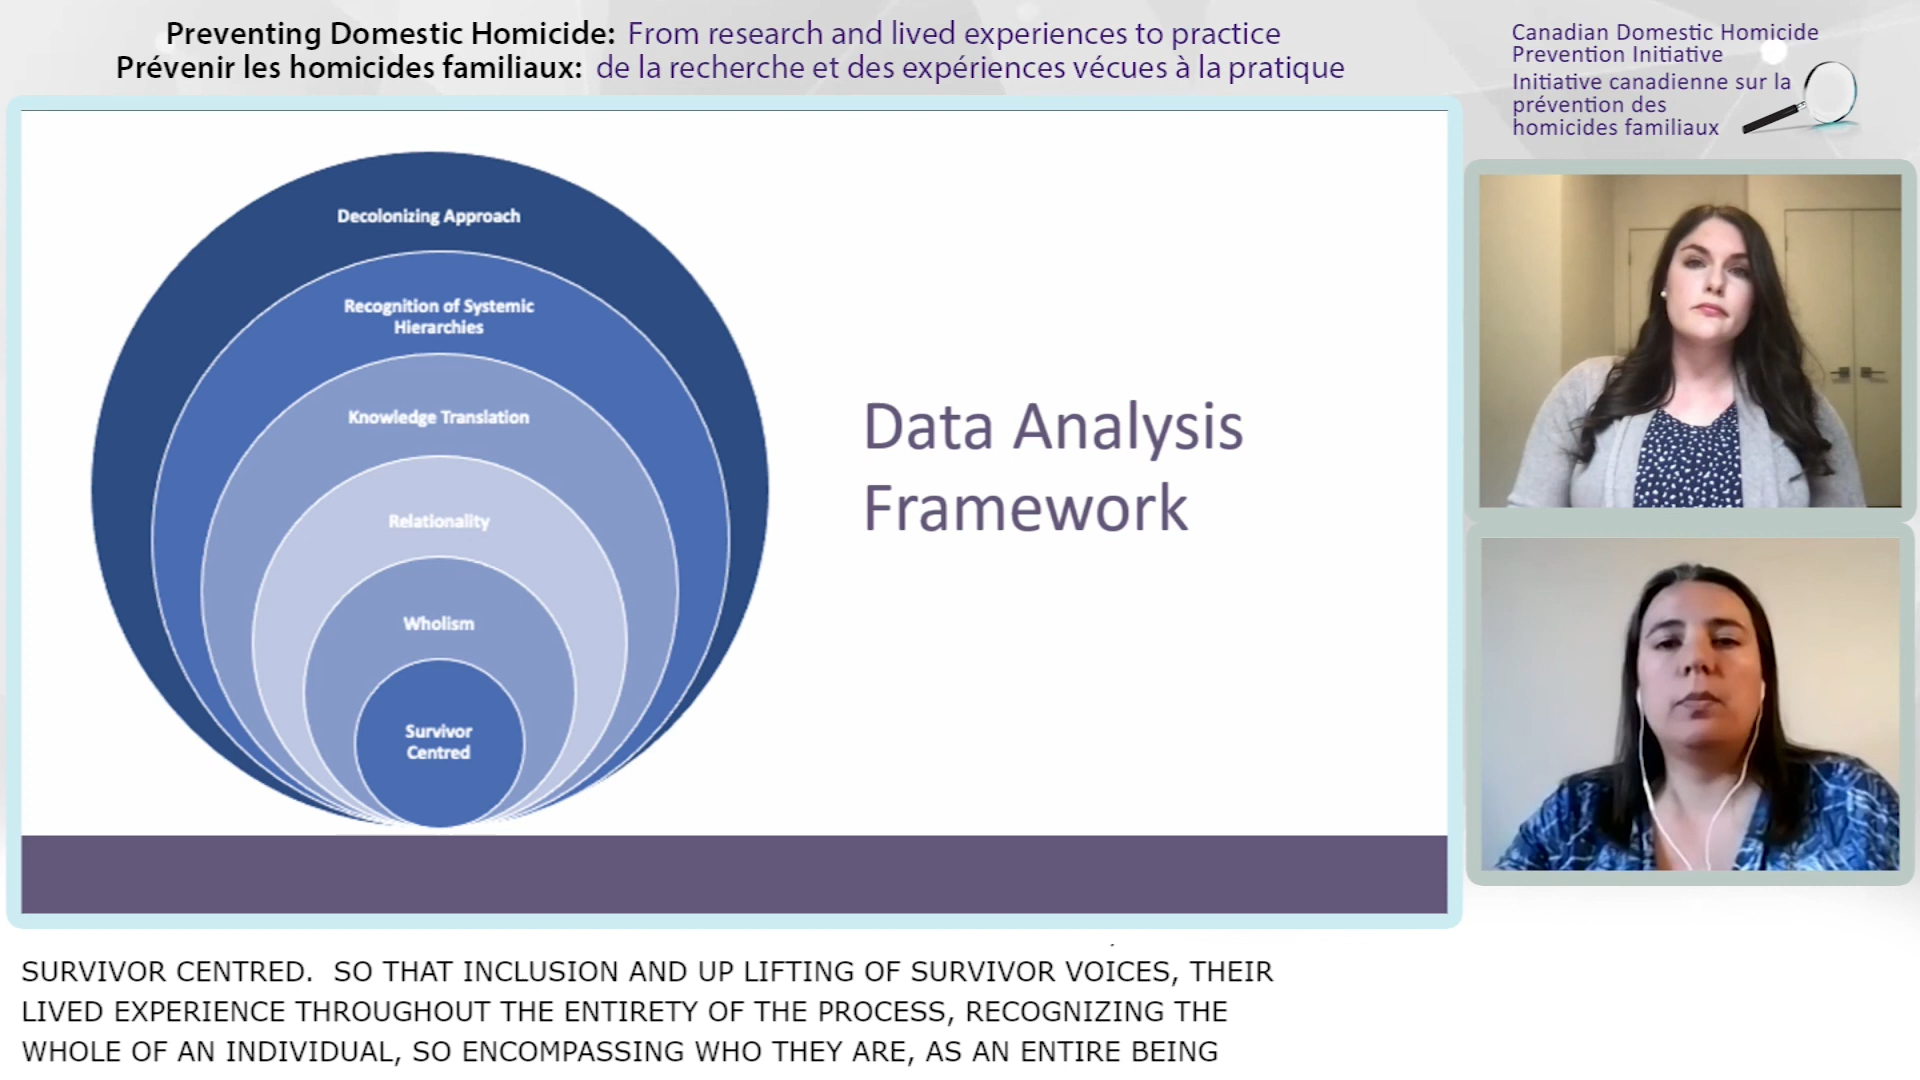 Preventing Domestic Homicide: From research and lived experiences to practice
Prévenir les homicides familiaux: de la recherche et des expériences vécues à la pratique
Canadian Domestic Homicide
Prevention Initiative
Initiative canadienne sur la
prévention des
homicides familiaux
Decolonizing Approach
Recognition of Systemic
Hierarchies
Knowledge Translation
Relationality
Wholism
Survivor
Centred
Data Analysis
Framework
SURVIVOR CENTRED.  SO THAT INCLUSION AND UP LIFTING OF SURVIVOR VOICES, THEIR
LIVED EXPERIENCE THROUGHOUT THE ENTIRETY OF THE PROCESS, RECOGNIZING THE
WHOLE OF AN INDIVIDUAL, SO ENCOMPASSING WHO THEY ARE, AS AN ENTIRE BEING